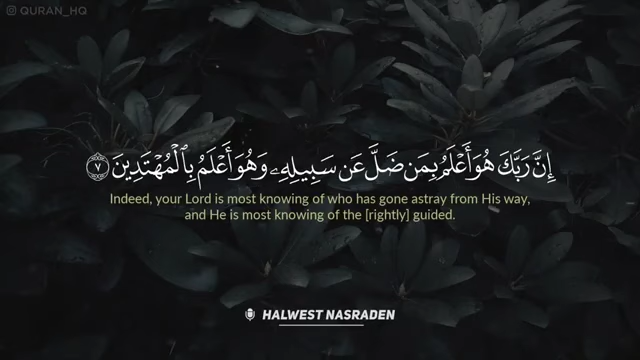 QURAN_HQ
إِنَّ رَبَّكَ هُوَ أَعْلَمُ بِمَن ضَلَّ عَن سَبِيلِهِۦ وَهُوَ أَعْلَمُ بِٱلْمُهْتَدِينَ ٧
Indeed, your Lord is most knowing of who has gone astray from His way,
and He is most knowing of the [rightly] guided.
HALWEST NASRADEN